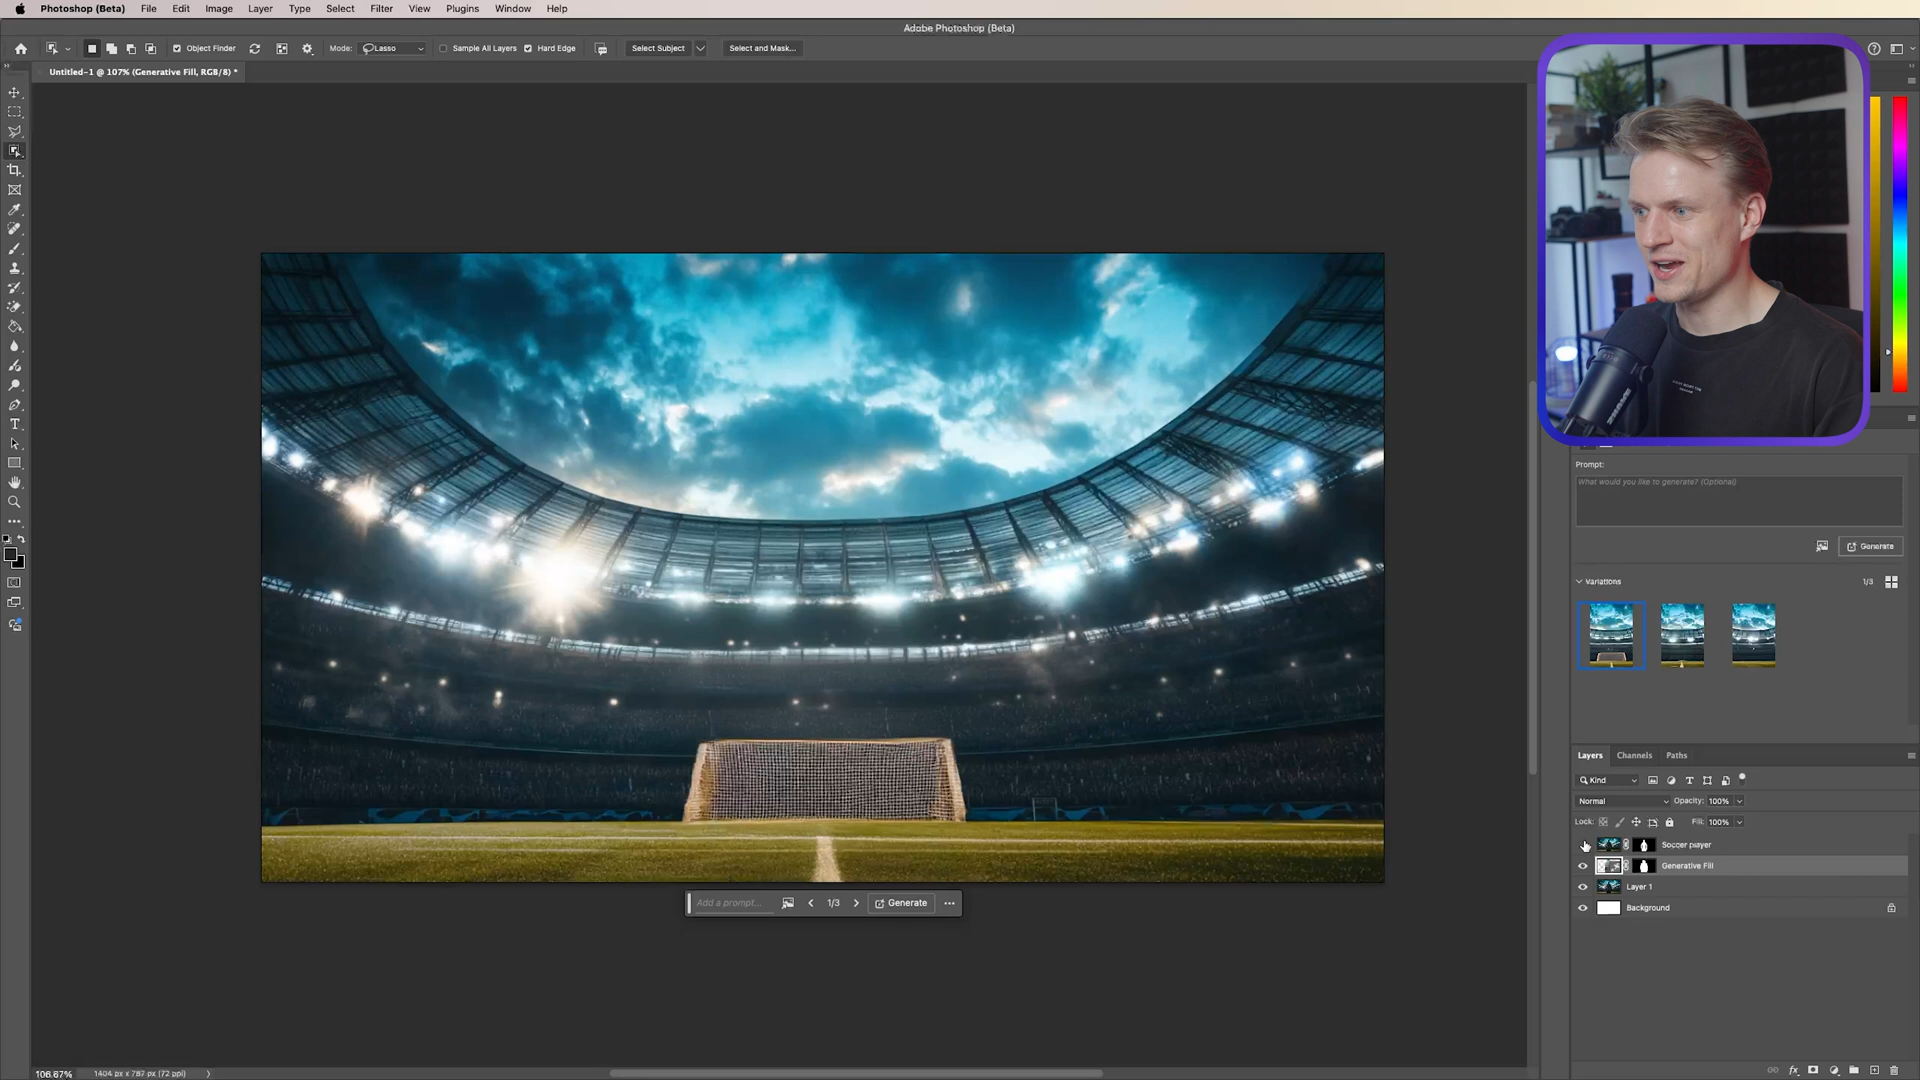 Photoshop (Beta) File Edit Image Layer Type Select Filter View Plugins Window Help
Adobe Photoshop (Beta)
Object Finder Mode: Lasso Sample All Layers Hard Edge Select Subject Select and Mask...
Untitled-1 @ 107% (Generative Fill, RGB/8) *
Prompt:
What would you like to generate? (Optional)
Generate
Variations 1/3
Layers Channels Paths
Kind
Normal Opacity: 100%
Lock: Fill: 100%
Soccer player
Generative Fill
Layer 1
Background
Add a prompt... 1/3 Generate
106.67% 1404 px x 787 px (72 ppi)